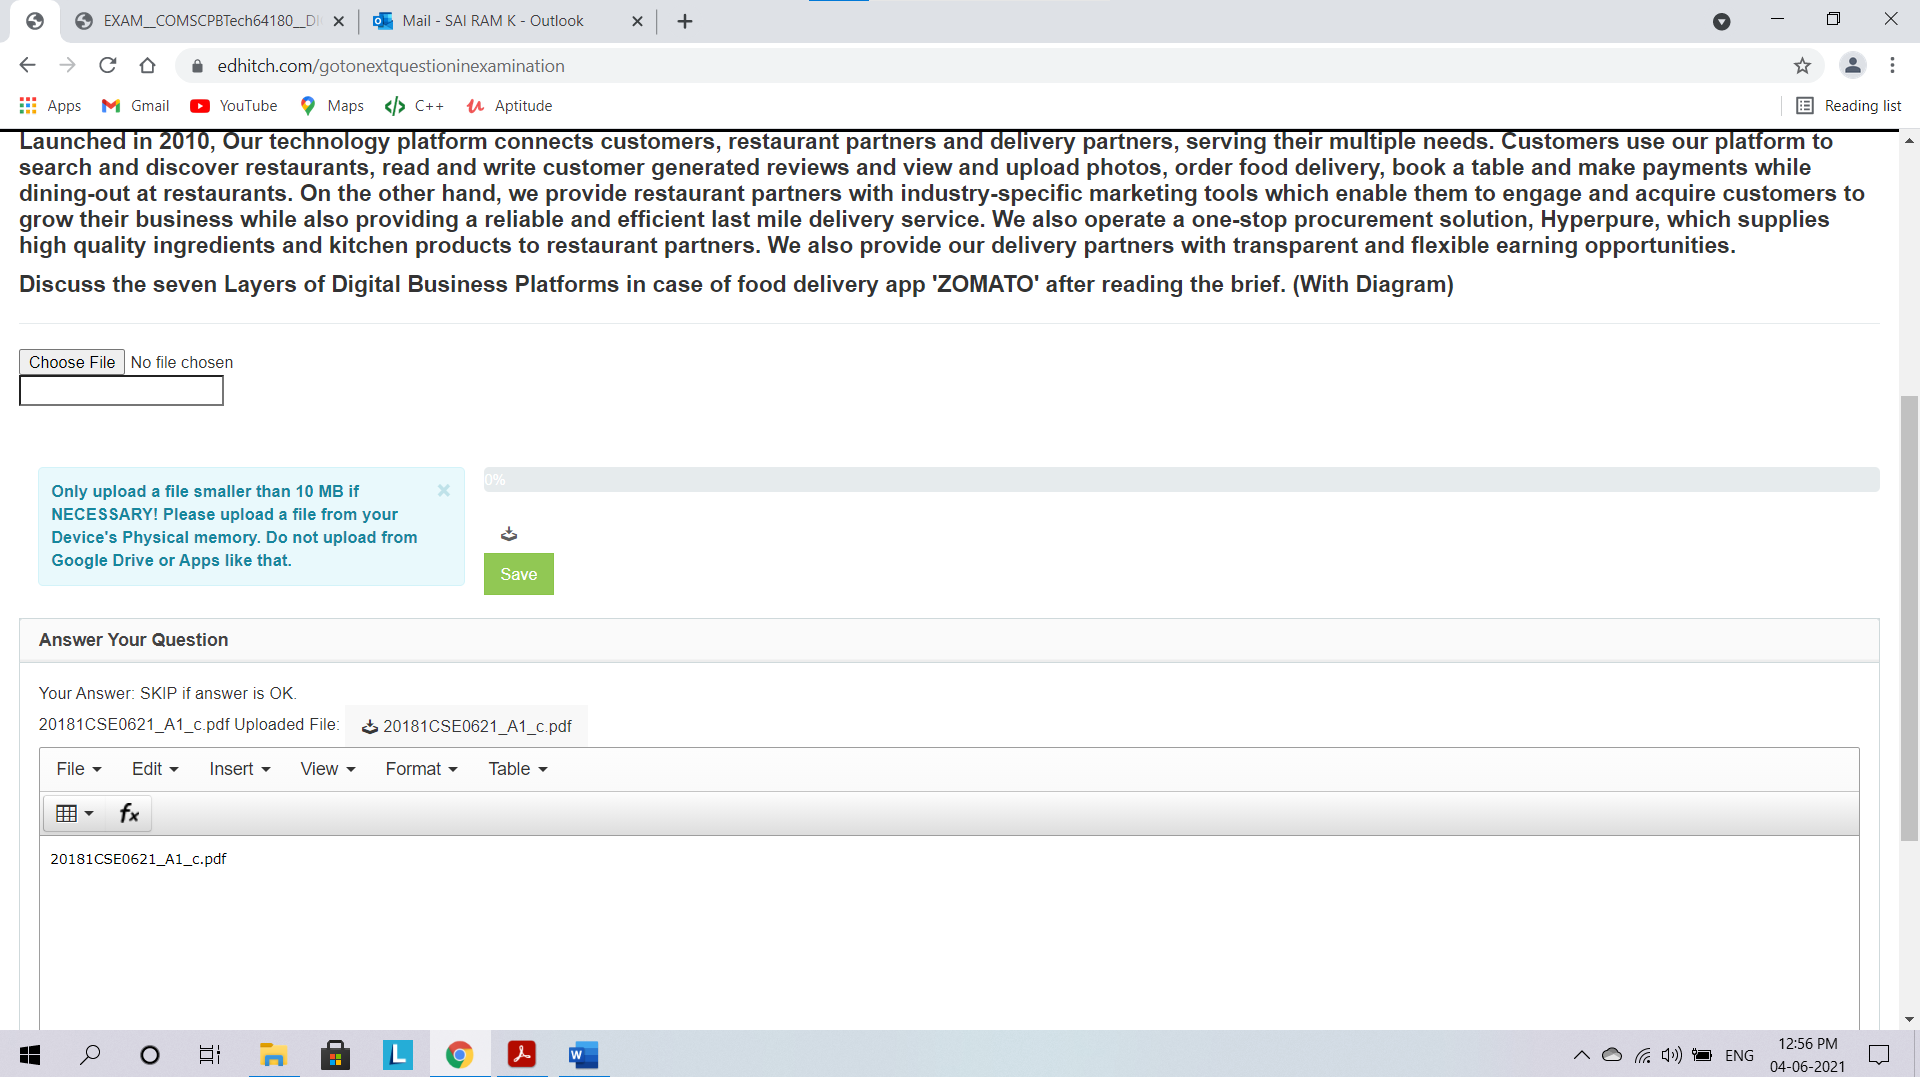 EXAM__COMSCPBTech64180__DI
Mail - SAI RAM K - Outlook
edhitch.com/gotonextquestioninexamination
Apps
Gmail
YouTube
Maps
C++
Aptitude
Reading list
Launched in 2010, Our technology platform connects customers, restaurant partners and delivery partners, serving their multiple needs. Customers use our platform to
search and discover restaurants, read and write customer generated reviews and view and upload photos, order food delivery, book a table and make payments while
dining-out at restaurants. On the other hand, we provide restaurant partners with industry-specific marketing tools which enable them to engage and acquire customers to
grow their business while also providing a reliable and efficient last mile delivery service. We also operate a one-stop procurement solution, Hyperpure, which supplies
high quality ingredients and kitchen products to restaurant partners. We also provide our delivery partners with transparent and flexible earning opportunities.
Discuss the seven Layers of Digital Business Platforms in case of food delivery app 'ZOMATO' after reading the brief. (With Diagram)
Choose File No file chosen
Only upload a file smaller than 10 MB if
NECESSARY! Please upload a file from your
Device's Physical memory. Do not upload from
Google Drive or Apps like that.
×
0%
Save
Answer Your Question
Your Answer: SKIP if answer is OK.
20181CSE0621_A1_c.pdf Uploaded File: 20181CSE0621_A1_c.pdf
File Edit Insert View Format Table
fx
20181CSE0621_A1_c.pdf
L
W
ENG
12:56 PM
04-06-2021